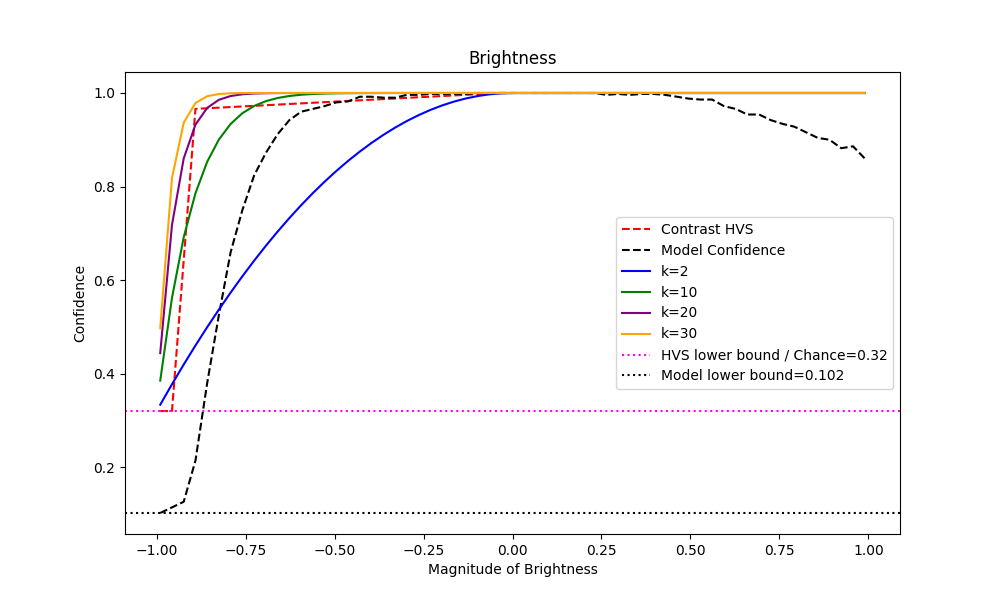 Brightness
Confidence
1.0
0.8
0.6
0.4
0.2
Contrast HVS
Model Confidence
k=2
k=10
k=20
k=30
HVS lower bound / Chance=0.32
Model lower bound=0.102
−1.00 −0.75 −0.50 −0.25 0.00 0.25 0.50 0.75 1.00
Magnitude of Brightness